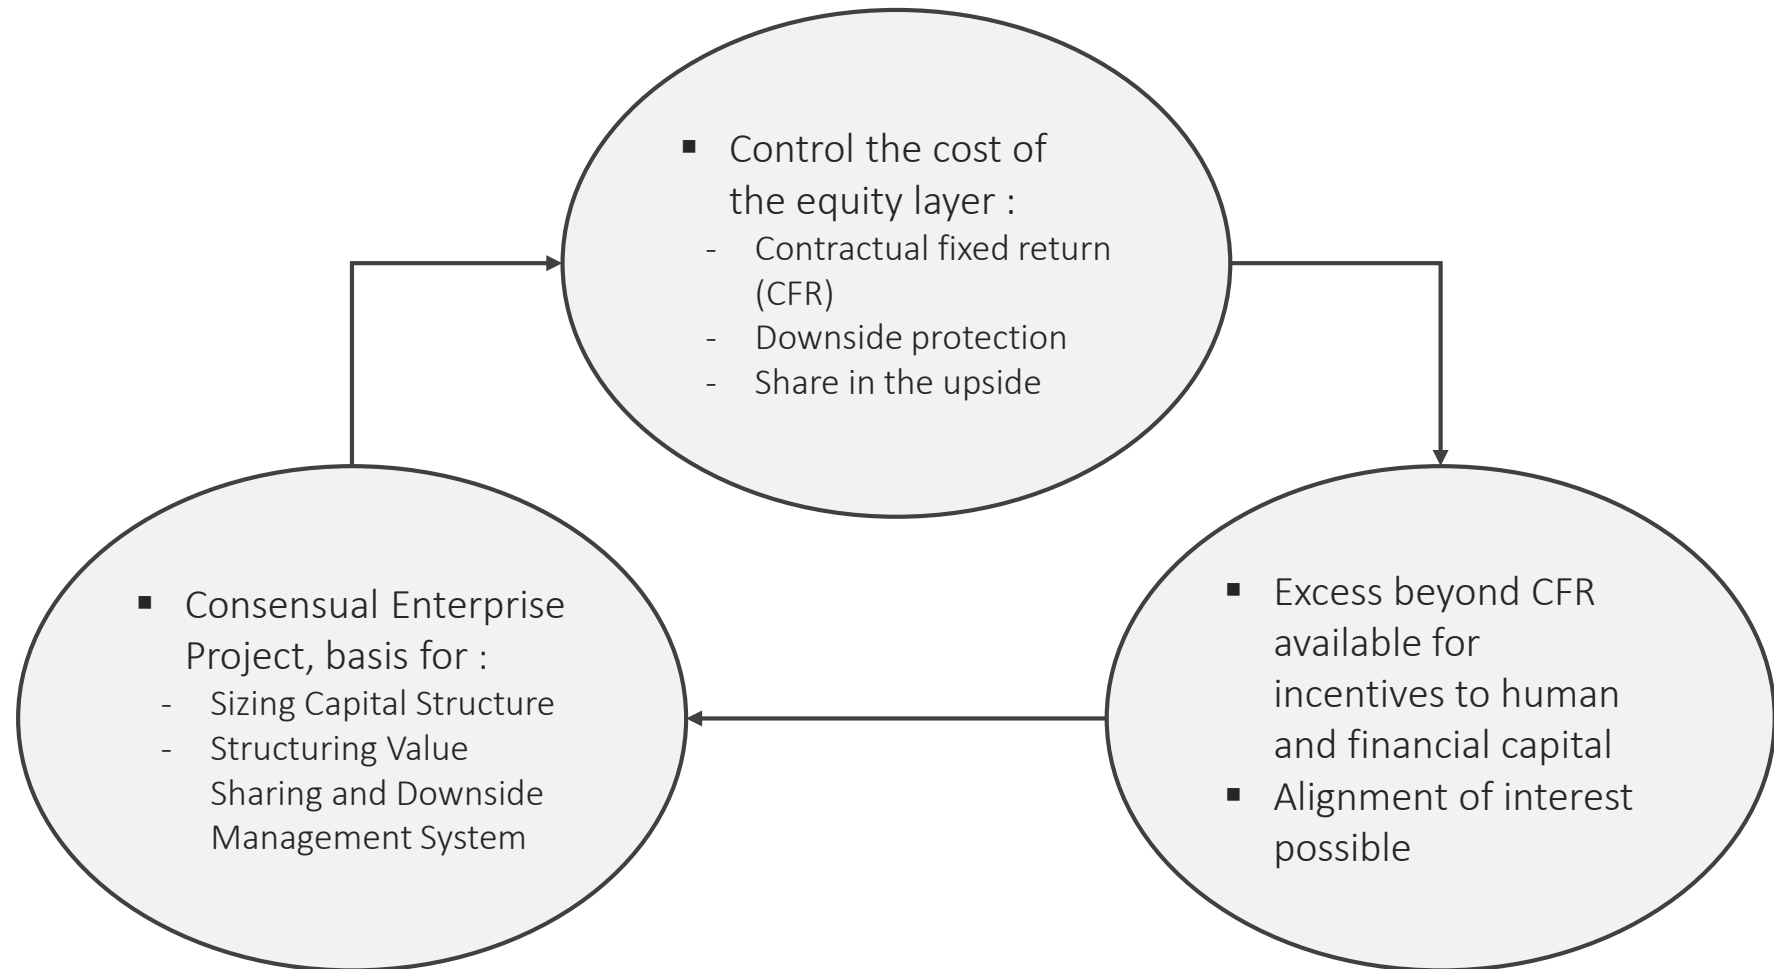 ▪ Control the cost of
the equity layer :
- Contractual fixed return
(CFR)
- Downside protection
- Share in the upside
▪ Consensual Enterprise
Project, basis for :
- Sizing Capital Structure
- Structuring Value
Sharing and Downside
Management System
▪ Excess beyond CFR
available for
incentives to human
and financial capital
▪ Alignment of interest
possible